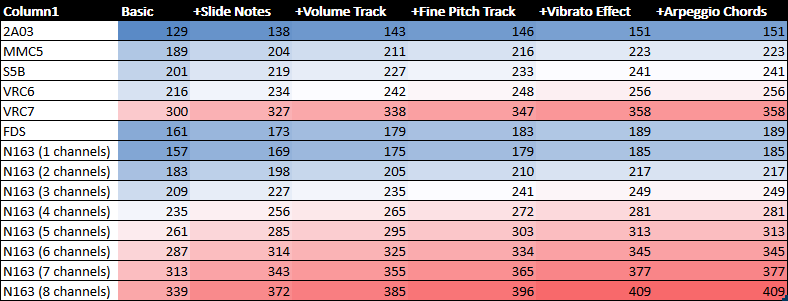 Column1 Basic +Slide Notes +Volume Track +Fine Pitch Track +Vibrato Effect +Arpeggio Chords
2A03 129 138 143 146 151 151
MMC5 189 204 211 216 223 223
S5B 201 219 227 233 241 241
VRC6 216 234 242 248 256 256
VRC7 300 327 338 347 358 358
FDS 161 173 179 183 189 189
N163 (1 channels) 157 169 175 179 185 185
N163 (2 channels) 183 198 205 210 217 217
N163 (3 channels) 209 227 235 241 249 249
N163 (4 channels) 235 256 265 272 281 281
N163 (5 channels) 261 285 295 303 313 313
N163 (6 channels) 287 314 325 334 345 345
N163 (7 channels) 313 343 355 365 377 377
N163 (8 channels) 339 372 385 396 409 409